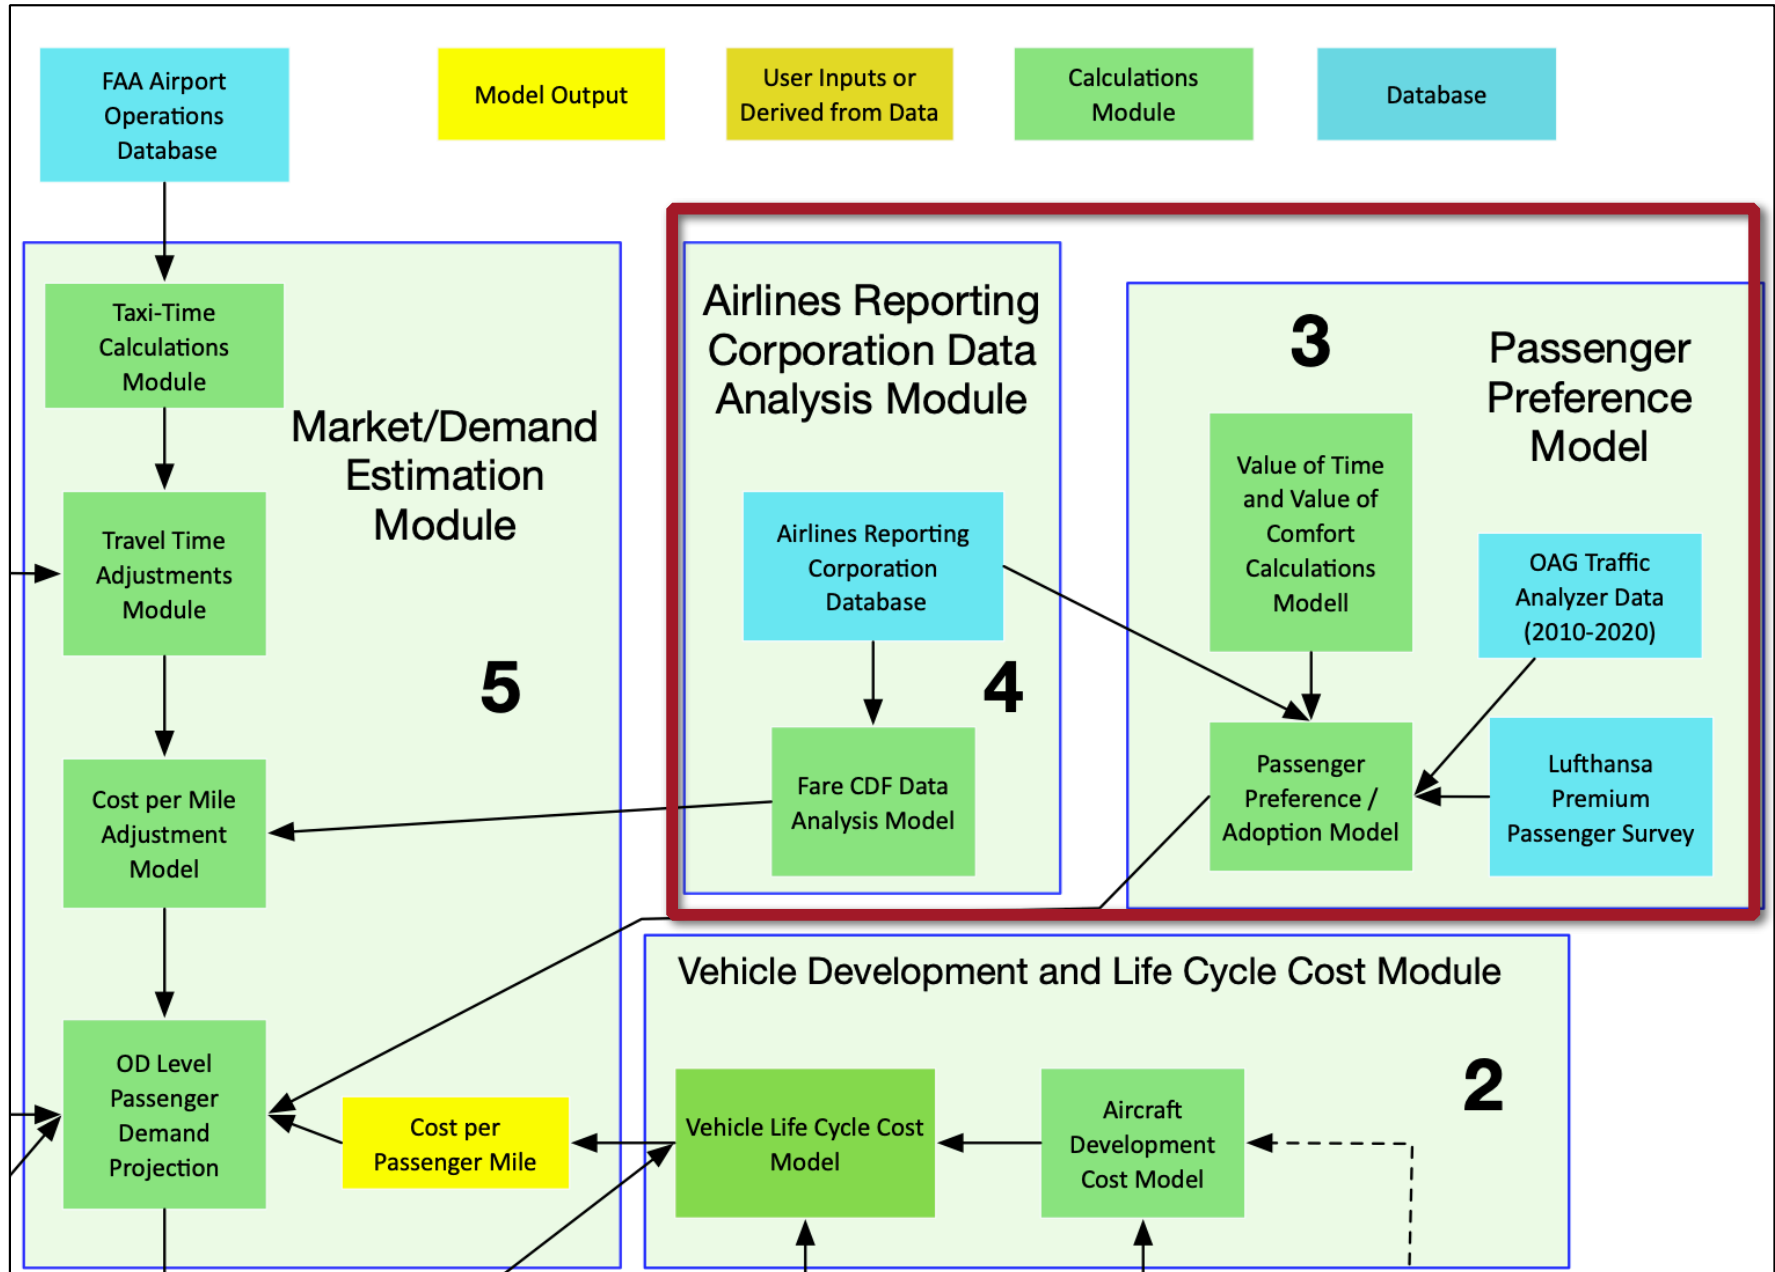 FAA Airport
Operations
Database
Model Output
User Inputs or
Derived from Data
Calculations
Module
Database
Taxi-Time
Calculations
Module
Market/Demand
Estimation
Module
Travel Time
Adjustments
Module
5
Cost per Mile
Adjustment
Model
OD Level
Passenger
Demand
Projection
Cost per
Passenger Mile
Airlines Reporting
Corporation Data
Analysis Module
Airlines Reporting
Corporation
Database
4
Fare CDF Data
Analysis Model
3
Passenger
Preference
Model
Value of Time
and Value of
Comfort
Calculations
Modell
OAG Traffic
Analyzer Data
(2010-2020)
Passenger
Preference /
Adoption Model
Lufthansa
Premium
Passenger Survey
Vehicle Development and Life Cycle Cost Module
2
Vehicle Life Cycle Cost
Model
Aircraft
Development
Cost Model